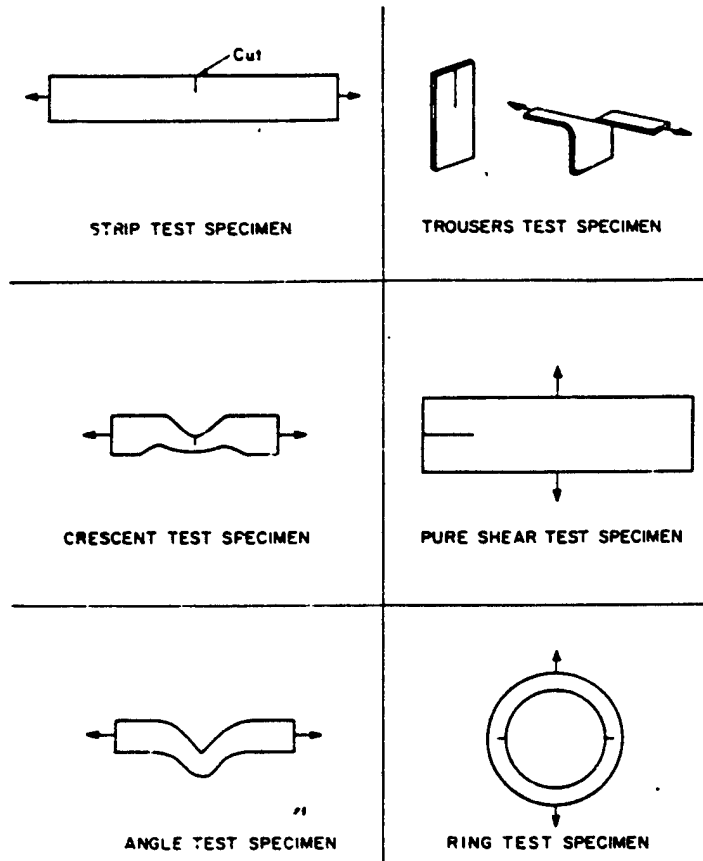 Cut
STRIP TEST SPECIMEN
TROUSERS TEST SPECIMEN
CRESCENT TEST SPECIMEN
PURE SHEAR TEST SPECIMEN
ANGLE TEST SPECIMEN
RING TEST SPECIMEN